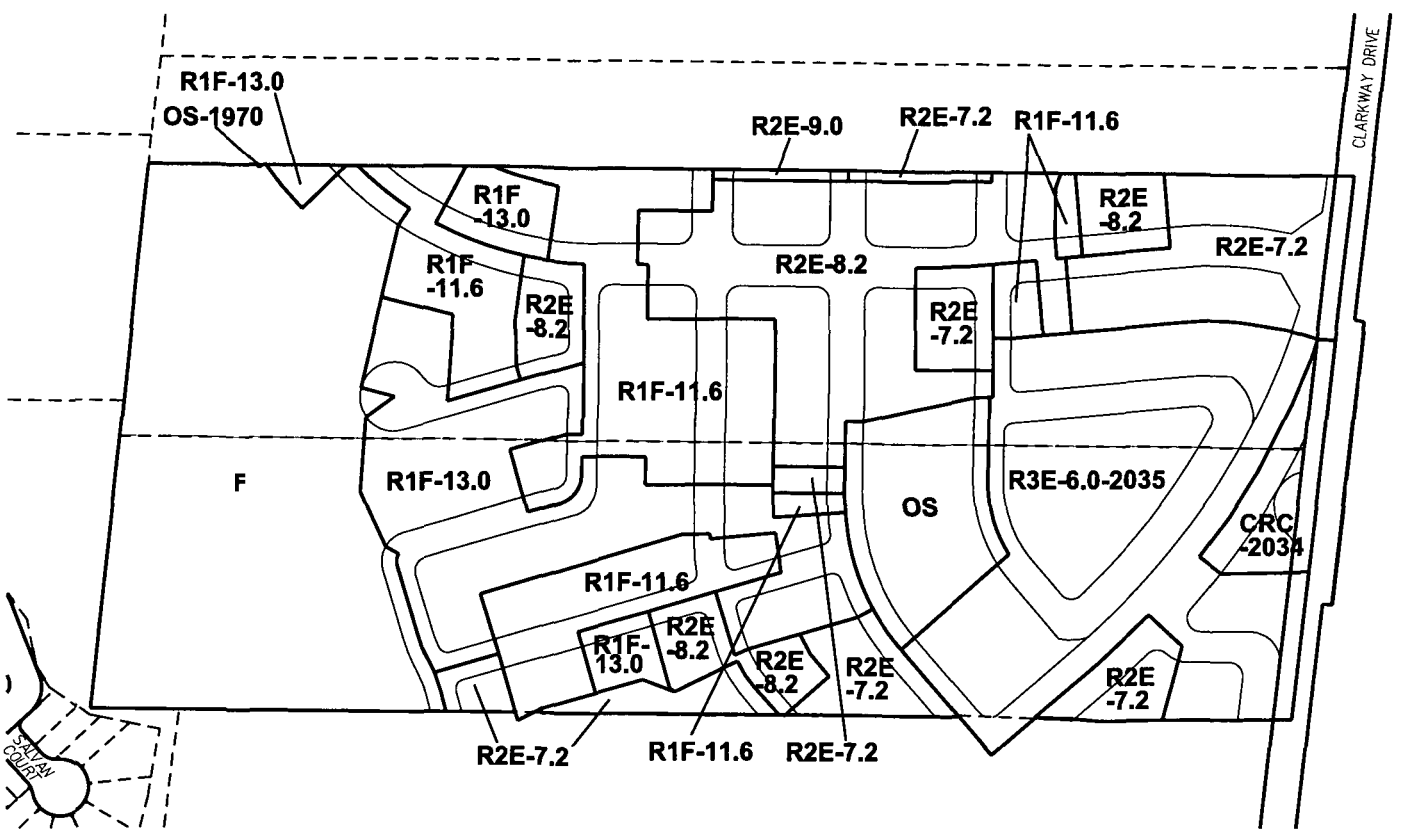 CLARKWAY DRIVE
R1F-13.0
OS-1970
R2E-9.0
R2E-7.2
R1F-11.6
R1F
-13.0
R2E
-8.2
R2E-7.2
R2E-8.2
R1F
-11.6
R2E
-8.2
R2E
-7.2
R1F-11.6
F
R1F-13.0
R3E-6.0-2035
OS
CRC
-2034
R1F-11.6
R1F-
13.0
R2E
-8.2
R2E
-8.2
R2E
-7.2
R2E
-7.2
R2E-7.2
R1F-11.6
R2E-7.2
SALVAN
COURT